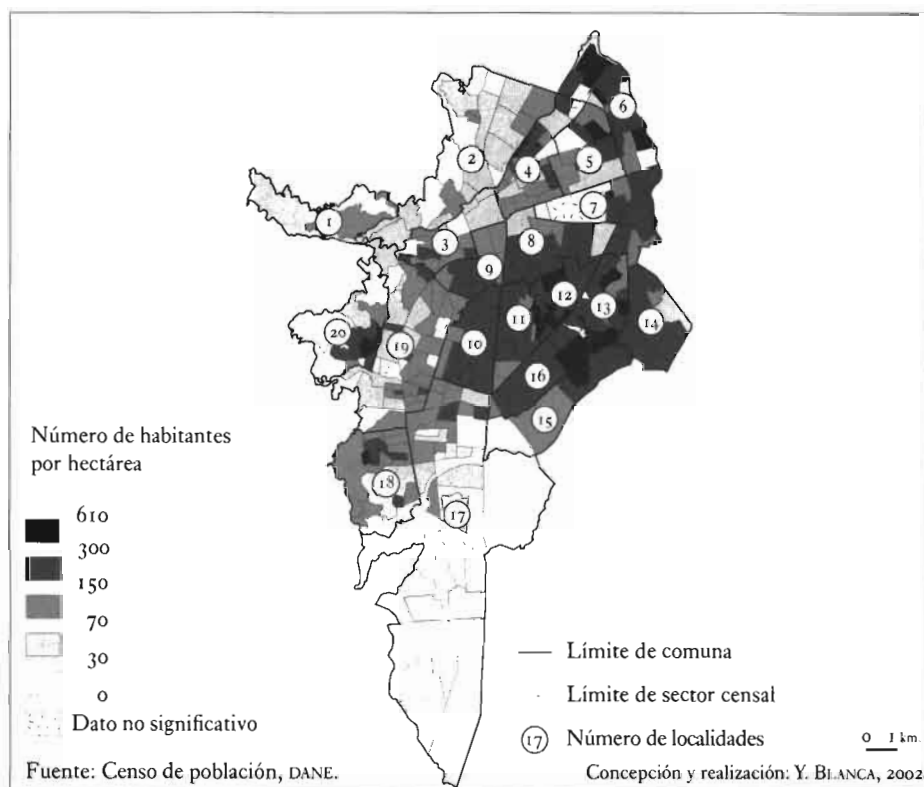 6
2
5
4
7
1
3
8
9
12
13
14
11
20
19
10
16
15
18
17
Número de habitantes
por hectárea
610
300
150
70
30
0
Dato no significativo
Límite de comuna
Límite de sector censal
17 Número de localidades
0 1 km.
Fuente: Censo de población, DANE.
Concepción y realización: Y. BLANCA, 2002